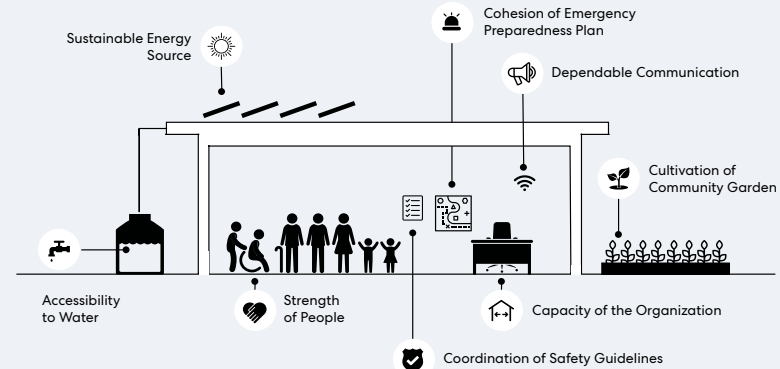 Cohesion of Emergency
Preparedness Plan
Sustainable Energy
Source
Dependable Communication
Cultivation of
Community Garden
Accessibility
to Water
Strength
of People
Capacity of the Organization
Coordination of Safety Guidelines